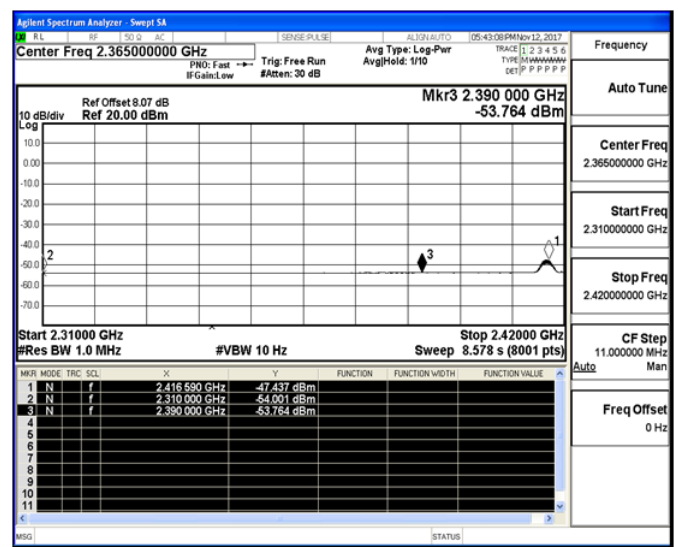 Agilent Spectrum Analyzer - Swept SA
RL RF 50 Ω AC SENSE:PULSE ALIGNAUTO 05:43:08 PM Nov 12, 2017
Center Freq 2.365000000 GHz
PNO: Fast
IFGain:Low
Trig: Free Run
#Atten: 30 dB
Avg Type: Log-Pwr
Avg|Hold: 1/10
TRACE 1 2 3 4 5 6
TYPE MWWWWW
DET P P P P P P
Frequency
Auto Tune
Center Freq
2.365000000 GHz
Start Freq
2.310000000 GHz
Stop Freq
2.420000000 GHz
CF Step
11.000000 MHz
Auto Man
Freq Offset
0 Hz
Ref Offset 8.07 dB
10 dB/div Ref 20.00 dBm
Log
Mkr3 2.390 000 GHz
-53.764 dBm
10.0
0.00
-10.0
-20.0
-30.0
-40.0
-50.0
-60.0
-70.0
2
3
1
Start 2.31000 GHz Stop 2.42000 GHz
#Res BW 1.0 MHz #VBW 10 Hz Sweep 8.578 s (8001 pts)
MKR MODE TRC SCL X Y FUNCTION FUNCTION WIDTH FUNCTION VALUE
1 N f 2.416 590 GHz -47.437 dBm
2 N f 2.310 000 GHz -54.001 dBm
3 N f 2.390 000 GHz -53.764 dBm
4
5
6
7
8
9
10
11
MSG STATUS